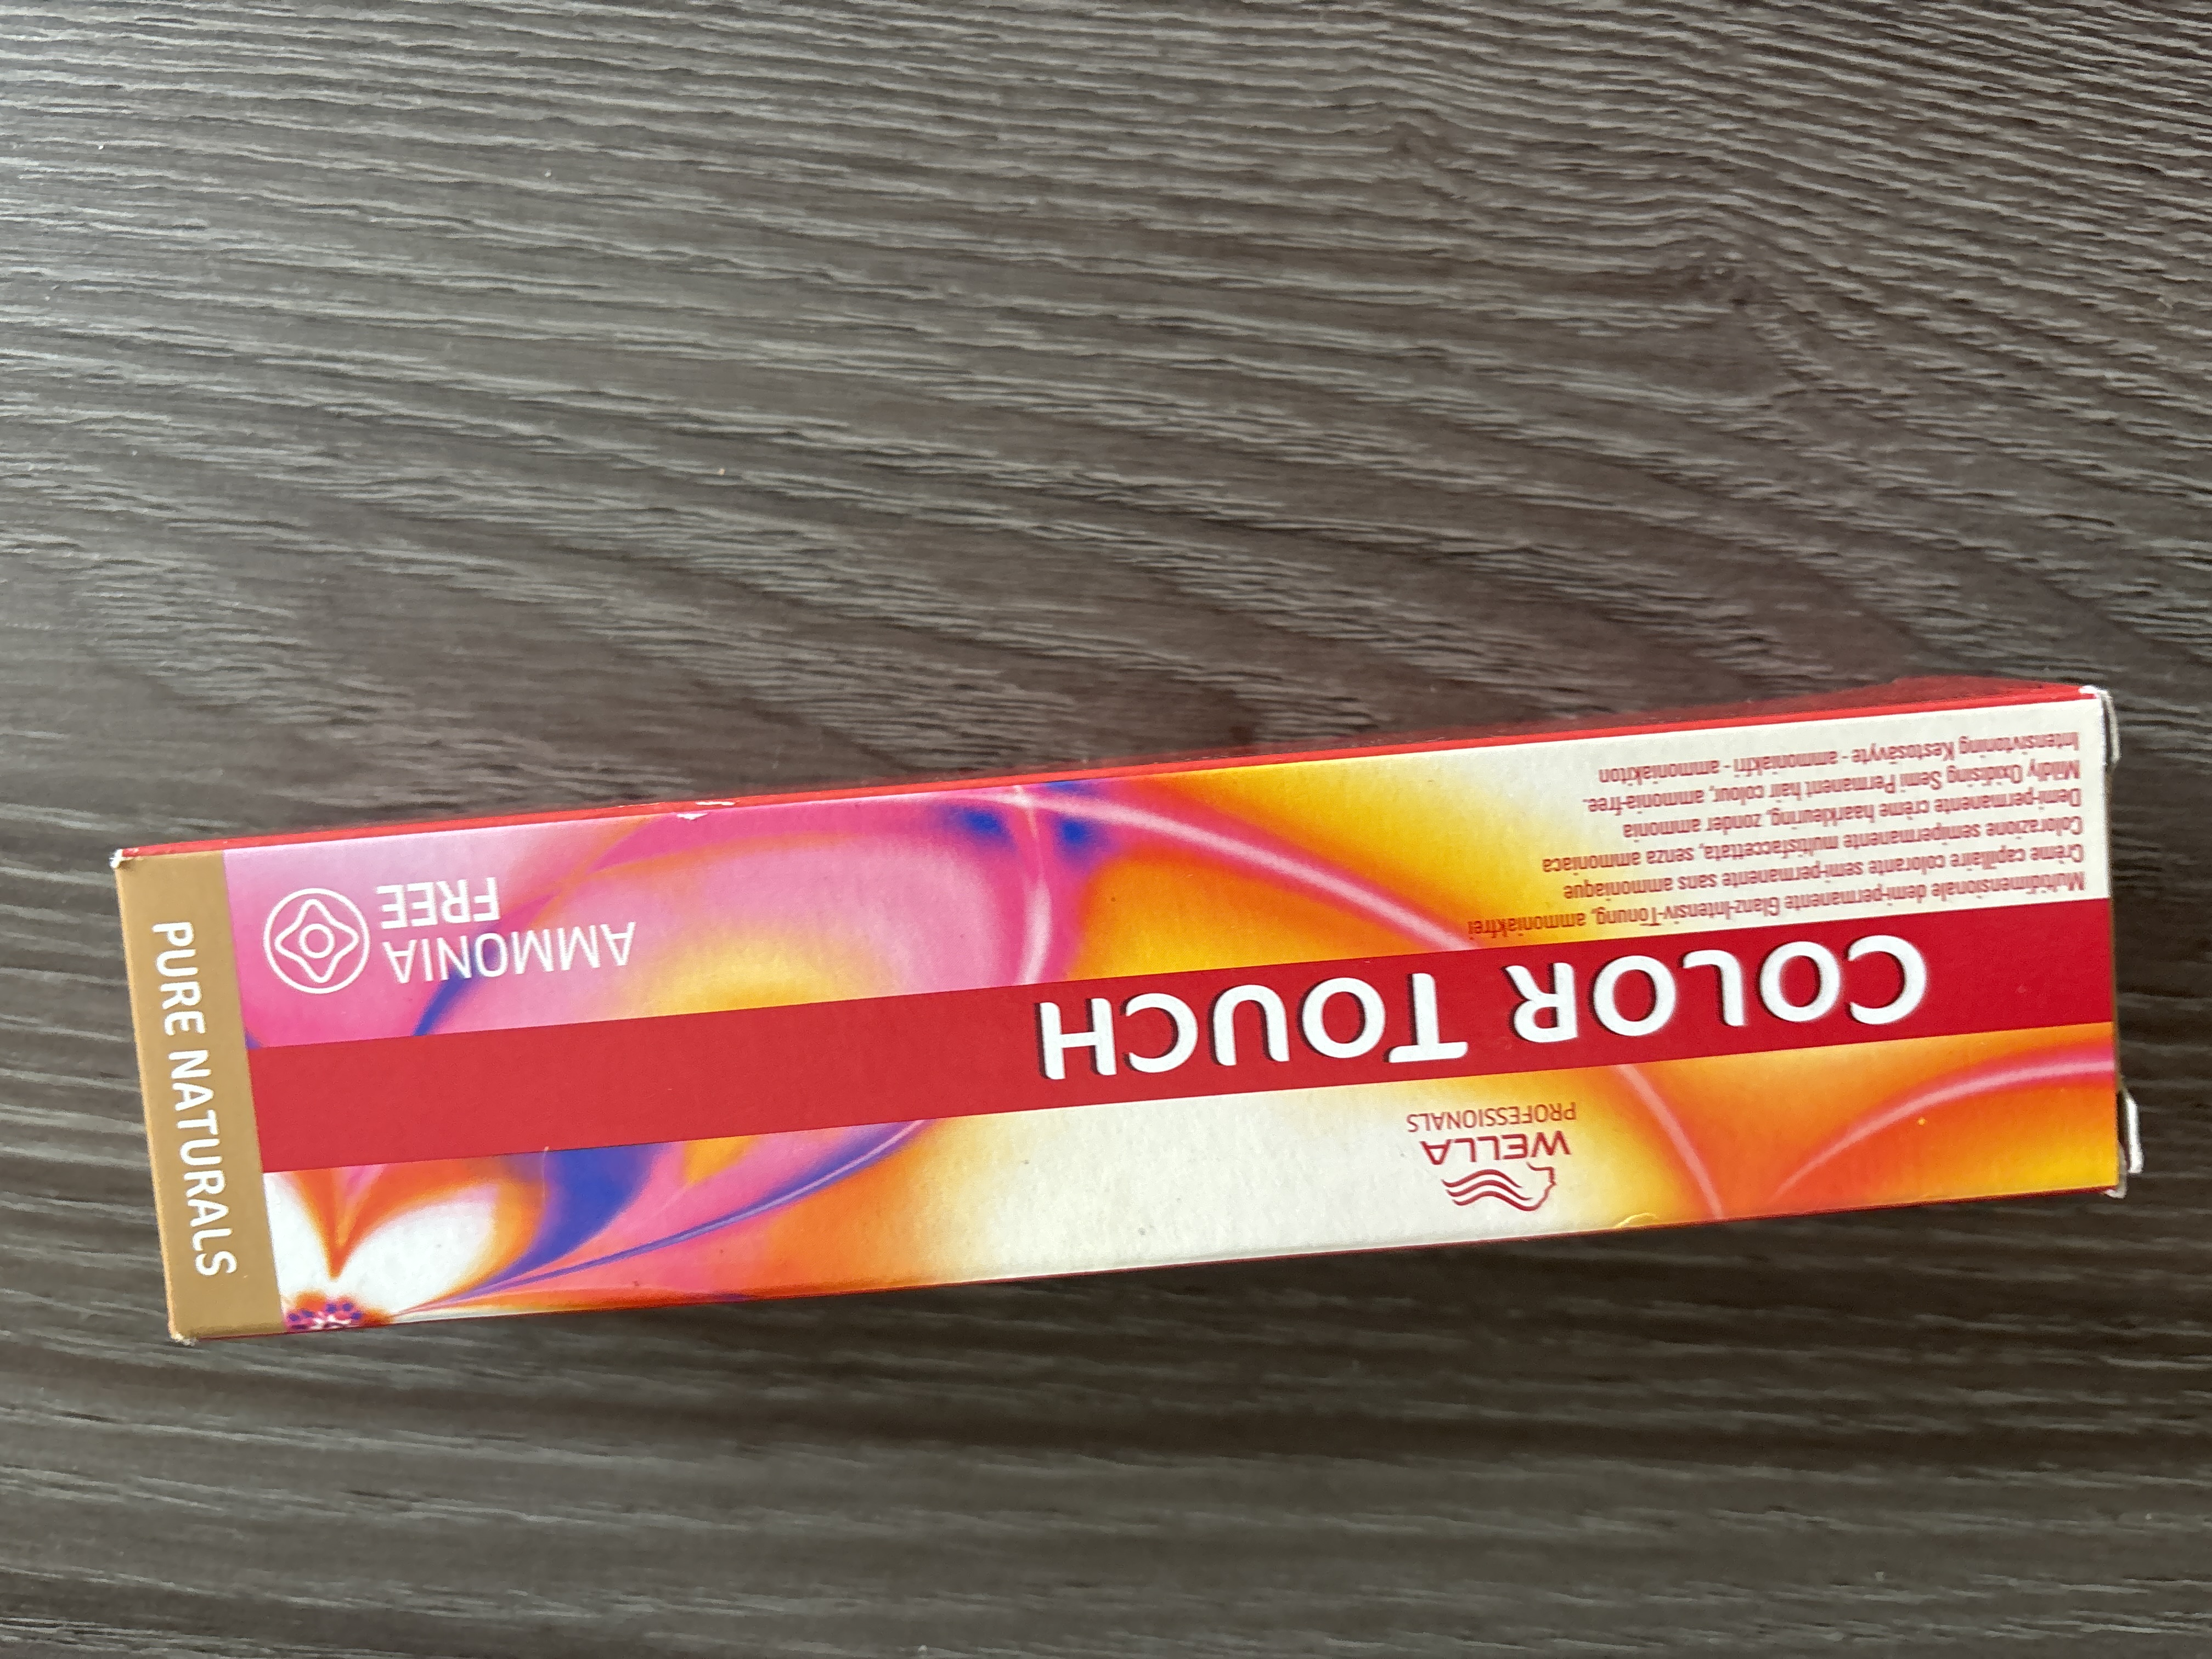 WELLA
PROFESSIONALS
COLOR TOUCH
Multidimensionale demi-permanente Glanz-Intensiv-Tönung, ammoniakfrei
Crème capillaire colorante semi-permanente sans ammoniaque
Colorazione semipermanente multisfaccettata, senza ammoniaca
Demi-permanente crème haarkleuring, zonder ammonia
Mildly Oxidising Semi Permanent hair colour, ammonia-free.
Intensivtoning Kestosävyte - ammoniakfri - ammoniakiton
AMMONIA
FREE
PURE NATURALS